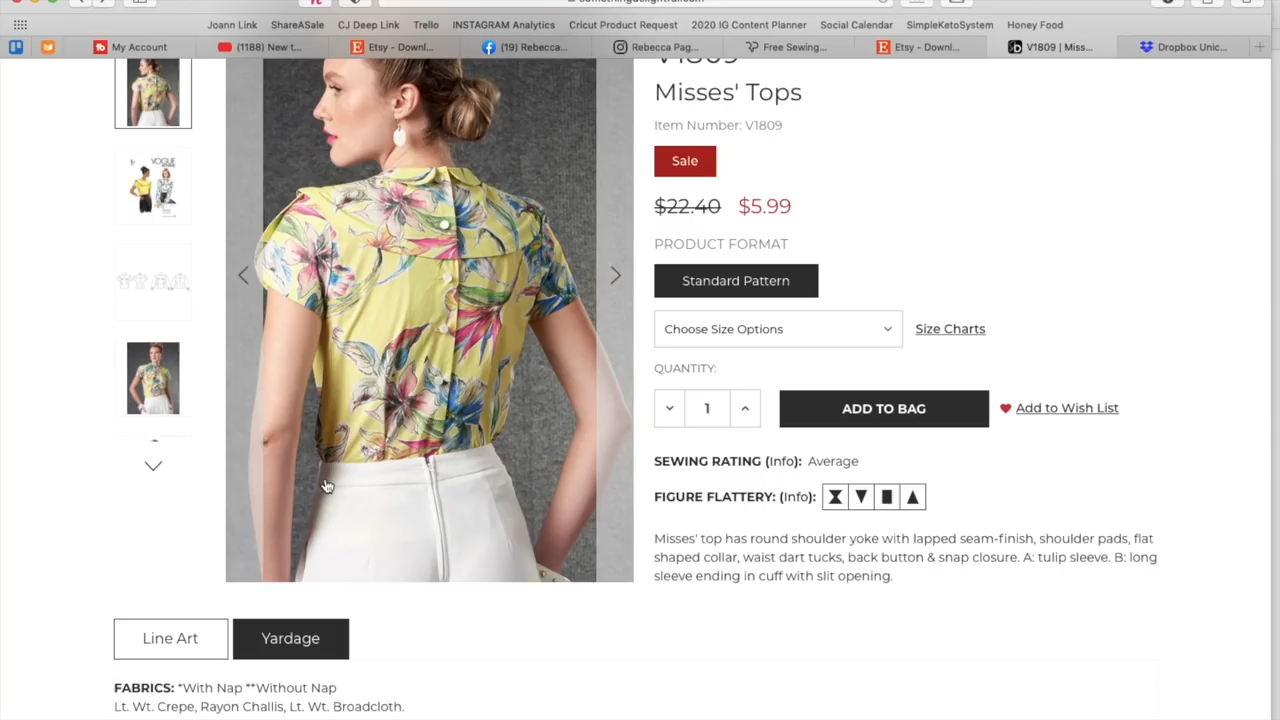 Joann Link ShareASale CJ Deep Link Trello INSTAGRAM Analytics Cricut Product Request 2020 IG Content Planner Social Calendar SimpleKetoSystem Honey Food
My Account (1188) New t... Etsy - Downl... (19) Rebecca... Rebecca Pag... Free Sewing... Etsy - Downl... V1809 | Miss... Dropbox Unic...
V1809
Misses' Tops
Item Number: V1809
Sale
$22.40 $5.99
PRODUCT FORMAT
Standard Pattern
Choose Size Options Size Charts
QUANTITY:
1 ADD TO BAG Add to Wish List
SEWING RATING (Info): Average
FIGURE FLATTERY: (Info):
Misses' top has round shoulder yoke with lapped seam-finish, shoulder pads, flat
shaped collar, waist dart tucks, back button & snap closure. A: tulip sleeve. B: long
sleeve ending in cuff with slit opening.
VOGUE
Line Art Yardage
FABRICS: *With Nap **Without Nap
Lt. Wt. Crepe, Rayon Challis, Lt. Wt. Broadcloth.